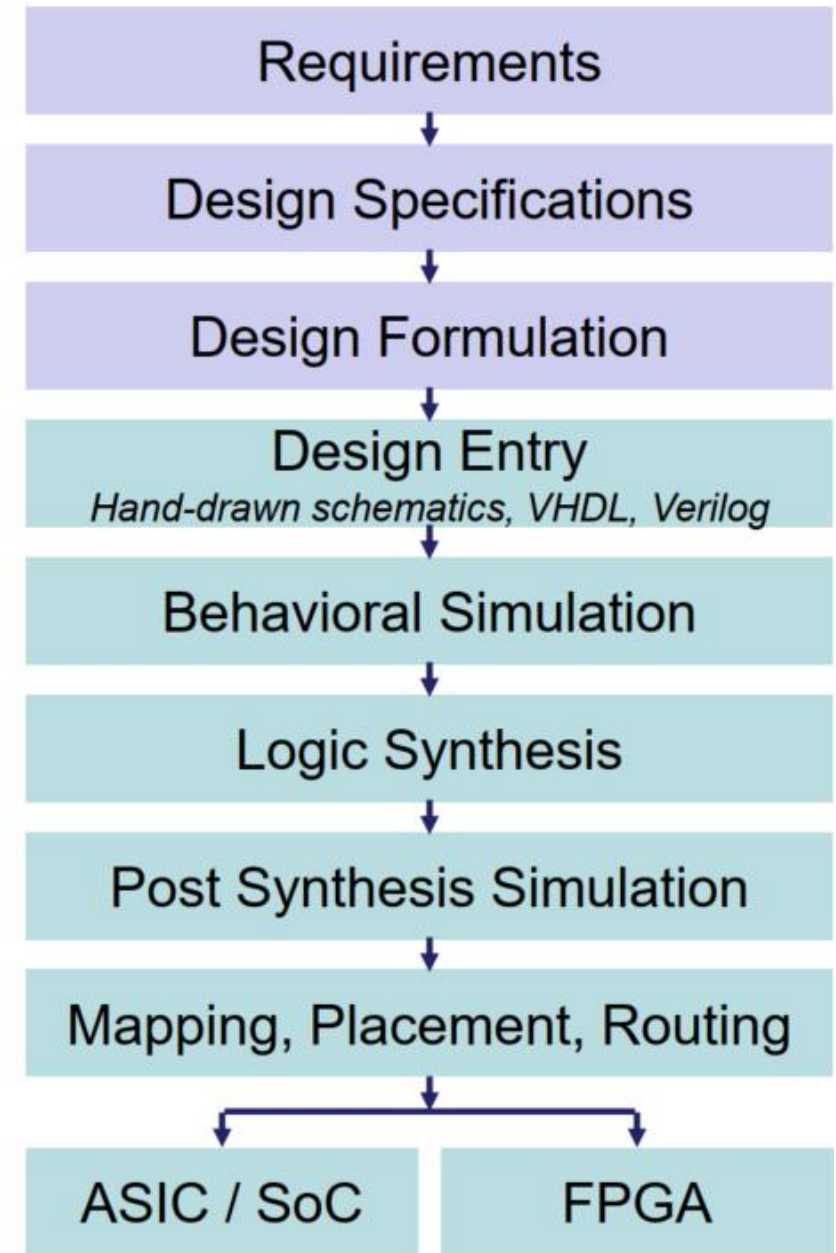 Requirements
Design Specifications
Design Formulation
Design Entry
Hand-drawn schematics, VHDL, Verilog
Behavioral Simulation
Logic Synthesis
Post Synthesis Simulation
Mapping, Placement, Routing
ASIC / SoC
FPGA